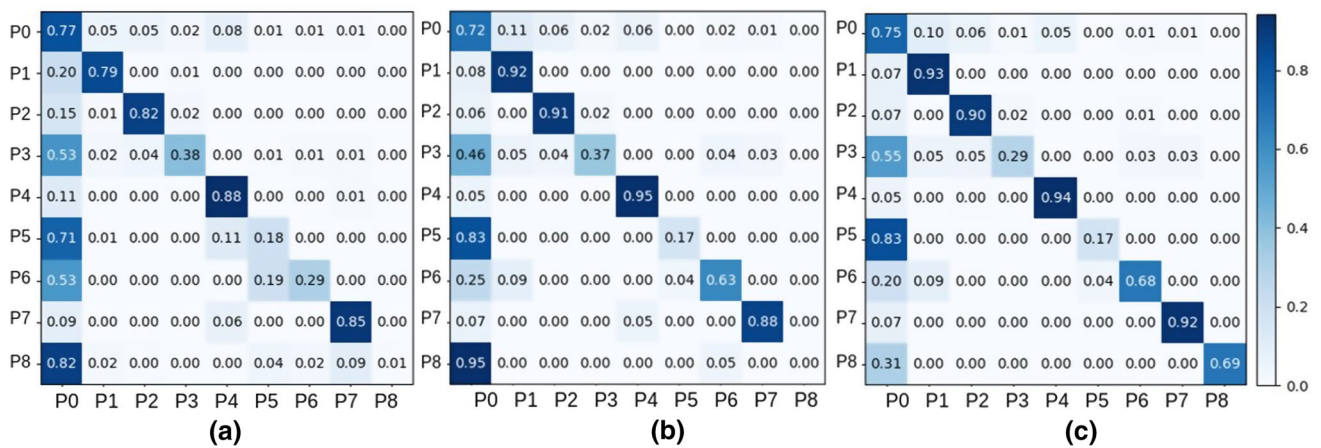 P0 0.77 0.05 0.05 0.02 0.08 0.01 0.01 0.01 0.00
P1 0.20 0.79 0.00 0.01 0.00 0.00 0.00 0.00 0.00
P2 0.15 0.01 0.82 0.02 0.00 0.00 0.00 0.00 0.00
P3 0.53 0.02 0.04 0.38 0.00 0.01 0.01 0.01 0.00
P4 0.11 0.00 0.00 0.00 0.88 0.00 0.00 0.01 0.00
P5 0.71 0.01 0.00 0.00 0.11 0.18 0.00 0.00 0.00
P6 0.53 0.00 0.00 0.00 0.00 0.19 0.29 0.00 0.00
P7 0.09 0.00 0.00 0.00 0.06 0.00 0.00 0.85 0.00
P8 0.82 0.02 0.00 0.00 0.00 0.04 0.02 0.09 0.01
P0 P1 P2 P3 P4 P5 P6 P7 P8
(a)
P0 0.72 0.11 0.06 0.02 0.06 0.00 0.02 0.01 0.00
P1 0.08 0.92 0.00 0.00 0.00 0.00 0.00 0.00 0.00
P2 0.06 0.00 0.91 0.02 0.00 0.00 0.00 0.00 0.00
P3 0.46 0.05 0.04 0.37 0.00 0.00 0.04 0.03 0.00
P4 0.05 0.00 0.00 0.00 0.95 0.00 0.00 0.00 0.00
P5 0.83 0.00 0.00 0.00 0.00 0.17 0.00 0.00 0.00
P6 0.25 0.09 0.00 0.00 0.00 0.04 0.63 0.00 0.00
P7 0.07 0.00 0.00 0.00 0.05 0.00 0.00 0.88 0.00
P8 0.95 0.00 0.00 0.00 0.00 0.00 0.05 0.00 0.00
P0 P1 P2 P3 P4 P5 P6 P7 P8
(b)
P0 0.75 0.10 0.06 0.01 0.05 0.00 0.01 0.01 0.00
P1 0.07 0.93 0.00 0.00 0.00 0.00 0.00 0.00 0.00
P2 0.07 0.00 0.90 0.02 0.00 0.00 0.01 0.00 0.00
P3 0.55 0.05 0.05 0.29 0.00 0.00 0.03 0.03 0.00
P4 0.05 0.00 0.00 0.00 0.94 0.00 0.00 0.00 0.00
P5 0.83 0.00 0.00 0.00 0.00 0.17 0.00 0.00 0.00
P6 0.20 0.09 0.00 0.00 0.00 0.04 0.68 0.00 0.00
P7 0.07 0.00 0.00 0.00 0.00 0.00 0.00 0.92 0.00
P8 0.31 0.00 0.00 0.00 0.00 0.00 0.00 0.00 0.69
P0 P1 P2 P3 P4 P5 P6 P7 P8
(c)
0.8
0.6
0.4
0.2
0.0